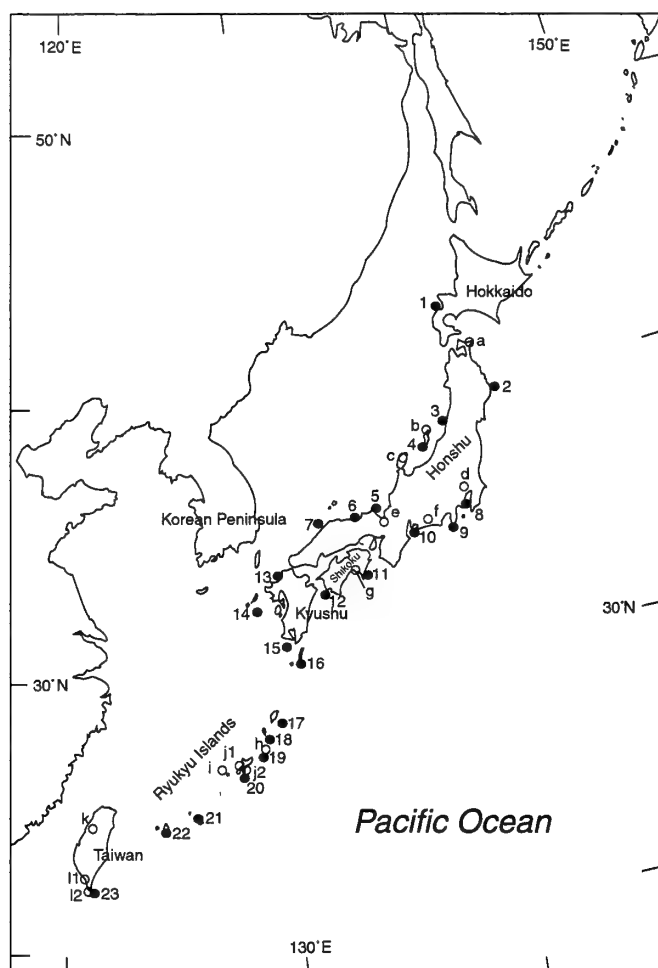 120°E
150°E
50°N
Hokkaido
1
a
2
3
b
4
Honshu
c
d
5
6
e
f
8
7
Korean Peninsula
10
9
13
Shikoku
11
g
12
30°N
14
Kyushu
15
16
30°N
17
Ryukyu Islands
18
h
19
j1
i
j2
20
21
Pacific Ocean
22
k
Taiwan
l1
l2
23
130°E